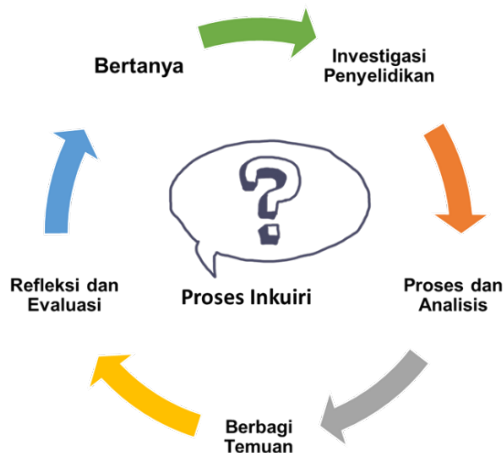 Bertanya
Investigasi
Penyelidikan
Proses dan
Analisis
Berbagi
Temuan
Refleksi dan
Evaluasi
?
Proses Inkuiri